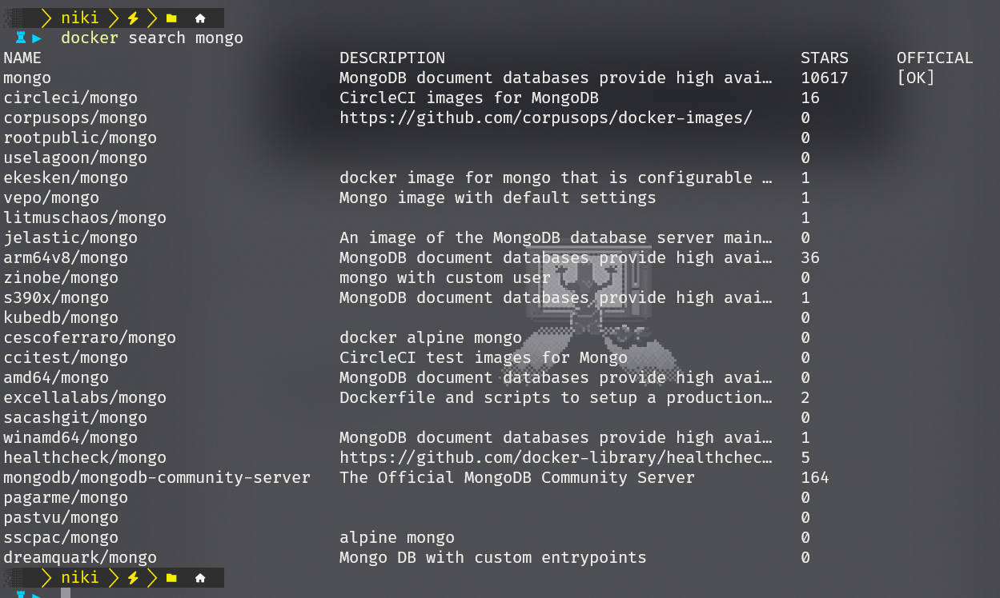 niki
docker search mongo
NAME DESCRIPTION STARS OFFICIAL
mongo MongoDB document databases provide high avai… 10617 [OK]
circleci/mongo CircleCI images for MongoDB 16
corpusops/mongo https://github.com/corpusops/docker-images/ 0
rootpublic/mongo 0
uselagoon/mongo 0
ekesken/mongo docker image for mongo that is configurable … 1
vepo/mongo Mongo image with default settings 1
litmuschaos/mongo 1
jelastic/mongo An image of the MongoDB database server main… 0
arm64v8/mongo MongoDB document databases provide high avai… 36
zinobe/mongo mongo with custom user 0
s390x/mongo MongoDB document databases provide high avai… 1
kubedb/mongo 0
cescoferraro/mongo docker alpine mongo 0
ccitest/mongo CircleCI test images for Mongo 0
amd64/mongo MongoDB document databases provide high avai… 0
excellalabs/mongo Dockerfile and scripts to setup a production… 2
sacashgit/mongo 0
winamd64/mongo MongoDB document databases provide high avai… 1
healthcheck/mongo https://github.com/docker-library/healthchec… 5
mongodb/mongodb-community-server The Official MongoDB Community Server 164
pagarme/mongo 0
pastvu/mongo 0
sscpac/mongo alpine mongo 0
dreamquark/mongo Mongo DB with custom entrypoints 0
niki